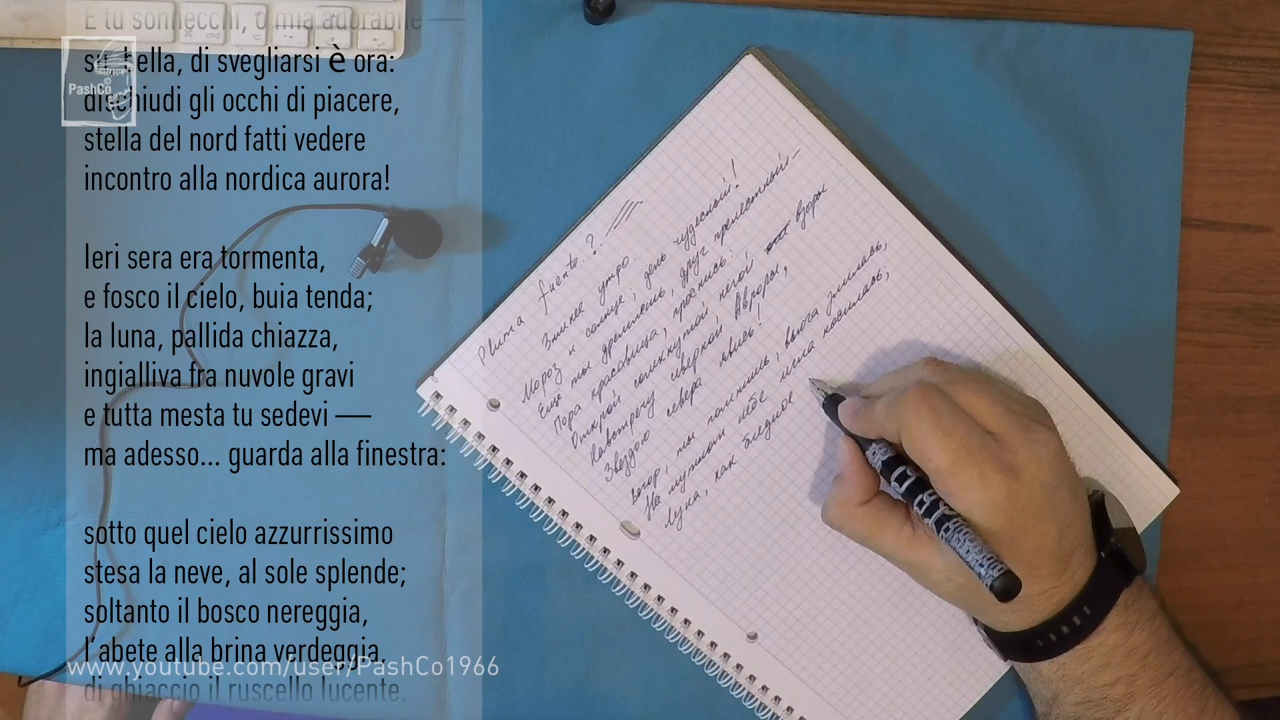 E tu sonnecchi, o mia adorabile —
su, bella, di svegliarsi è ora:
dischiudi gli occhi di piacere,
stella del nord fatti vedere
incontro alla nordica aurora!
Ieri sera era tormenta,
e fosco il cielo, buia tenda;
la luna, pallida chiazza,
ingialliva fra nuvole gravi
e tutta mesta tu sedevi —
ma adesso... guarda alla finestra:
sotto quel cielo azzurrissimo
stesa la neve, al sole splende;
soltanto il bosco nereggia,
l’abete alla brina verdeggia,
di ghiaccio il ruscello lucente.
PashCo
www.youtube.com/user/PashCo1966
Pluma fuente?
Зимнее утро.
Мороз и солнце; день чудесный!
Еще ты дремлешь, друг прелестный -
Пора красавица, проснись:
Открой сомкнуты негой взоры
Навстречу северной Авроры,
Звездою севера явись!
Вечор, ты помнишь, вьюга злилась,
На мутном небе мгла носилась;
Луна, как бледное